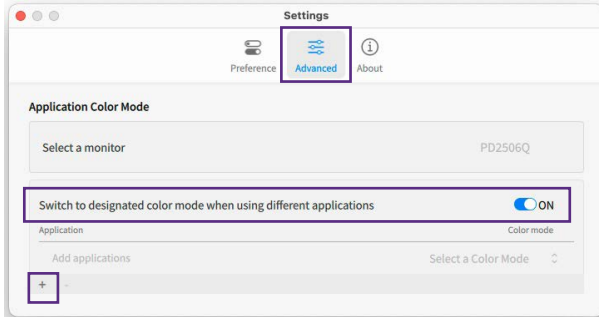 Settings
Preference Advanced About
Application Color Mode
Select a monitor PD2506Q
Switch to designated color mode when using different applications ON
Application Color mode
Add applications Select a Color Mode
+ -